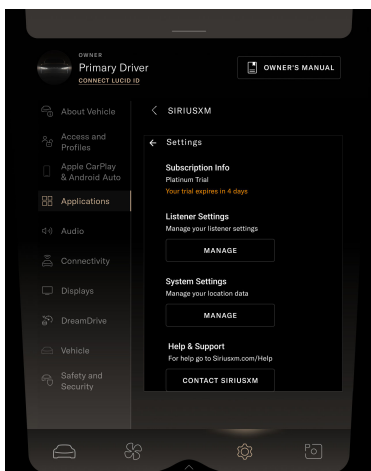 OWNER
Primary Driver
CONNECT LUCID ID
OWNER'S MANUAL
About Vehicle
Access and
Profiles
Apple CarPlay
& Android Auto
Applications
Audio
Connectivity
Displays
DreamDrive
Vehicle
Safety and
Security
SIRIUSXM
Settings
Subscription Info
Platinum Trial
Your trial expires in 4 days
Listener Settings
Manage your listener settings
MANAGE
System Settings
Manage your location data
MANAGE
Help & Support
For help go to Siriusxm.com/Help
CONTACT SIRIUSXM